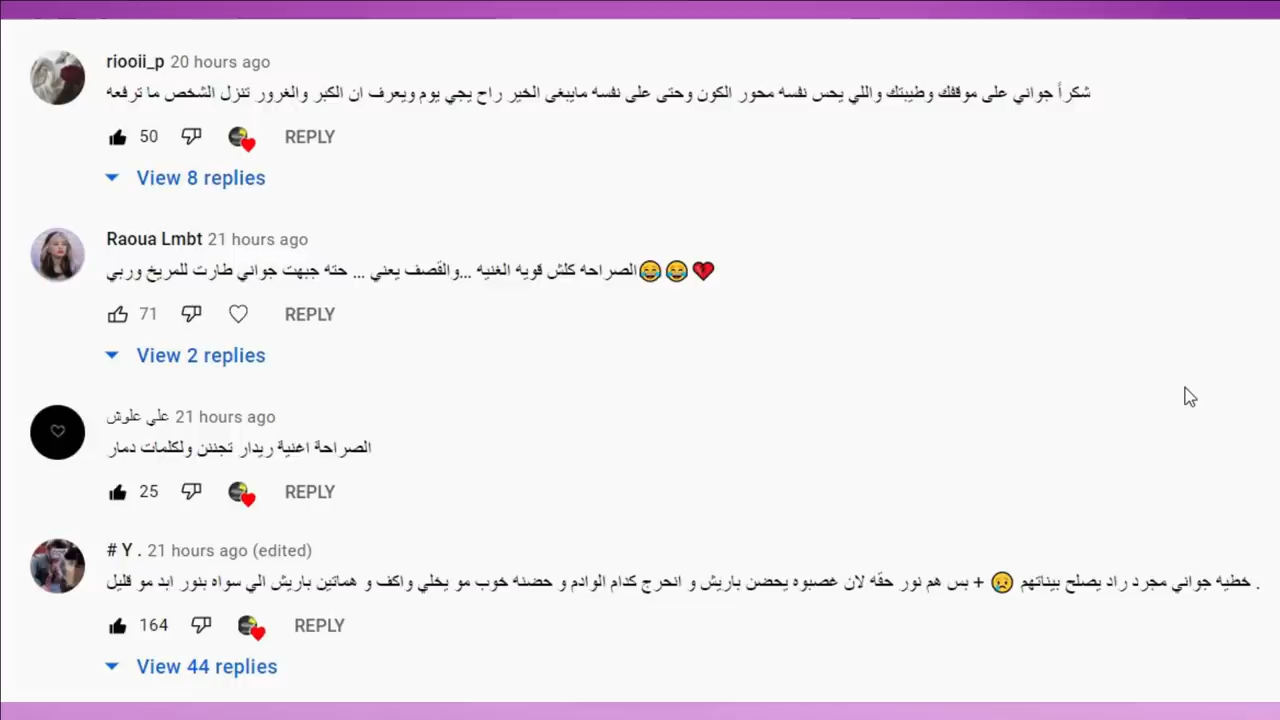 riooii_p 20 hours ago
شكراً جواني على موقفك وطيبتك واللي يحس نفسه محور الكون وحتى على نفسه مايبغى الخير راح يجي يوم ويعرف ان الكبر والغرور تنزل الشخص ما ترفعه
50 REPLY
View 8 replies
Raoua Lmbt 21 hours ago
الصراحه كلش قويه الغنيه ...والقصف يعني ... حته جبهت جواني طارت للمريخ وربي😂😂💔
71 REPLY
View 2 replies
علي علوش 21 hours ago
الصراحة اغنية ريدار تجننن ولكلمات دمار
25 REPLY
# Y . 21 hours ago (edited)
خطيه جواني مجرد راد يصلح بيناتهم 😥 + بس هم نور حقه لان غصبوه يحضن باريش و انحرج كدام الوادم و حضنه خوب مو يخلي واكف و هماتين باريش الي سواه بنور ابد مو قليل .
164 REPLY
View 44 replies